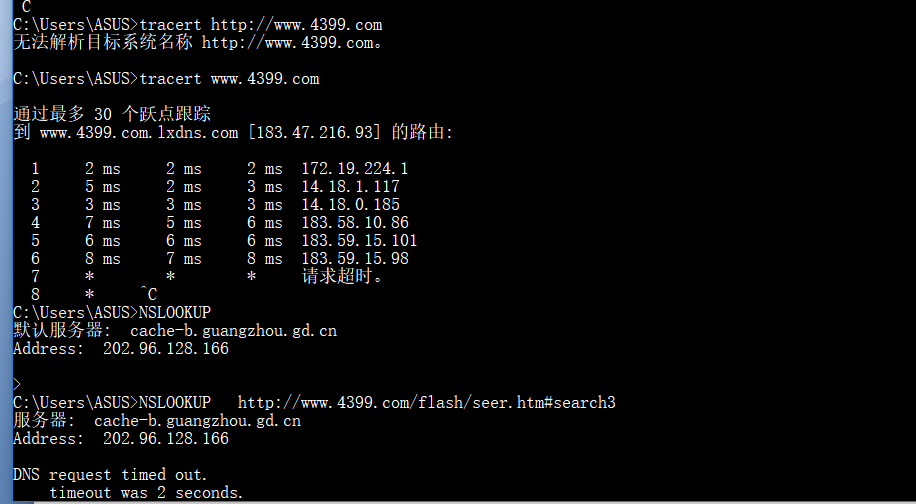 C
C:\Users\ASUS>tracert http://www.4399.com
无法解析目标系统名称 http://www.4399.com。
C:\Users\ASUS>tracert www.4399.com
通过最多 30 个跃点跟踪
到 www.4399.com.lxdns.com [183.47.216.93] 的路由:
1 2 ms 2 ms 2 ms 172.19.224.1
2 5 ms 2 ms 3 ms 14.18.1.117
3 3 ms 3 ms 3 ms 14.18.0.185
4 7 ms 5 ms 6 ms 183.58.10.86
5 6 ms 6 ms 6 ms 183.59.15.101
6 8 ms 7 ms 8 ms 183.59.15.98
7 * * * 请求超时。
8 * ^C
C:\Users\ASUS>NSLOOKUP
默认服务器: cache-b.guangzhou.gd.cn
Address: 202.96.128.166
>
C:\Users\ASUS>NSLOOKUP http://www.4399.com/flash/seer.htm#search3
服务器: cache-b.guangzhou.gd.cn
Address: 202.96.128.166
DNS request timed out.
timeout was 2 seconds.